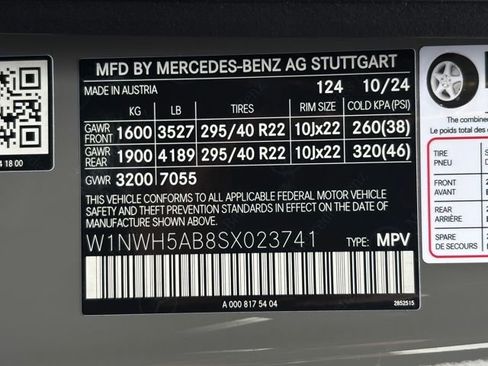 MFD BY MERCEDES-BENZ AG STUTTGART
MADE IN AUSTRIA 124 10/24
KG LB TIRES RIM SIZE COLD KPA (PSI)
GAWR FRONT 1600 3527 295/40 R22 10Jx22 260(38)
GAWR REAR 1900 4189 295/40 R22 10Jx22 320(46)
GVWR 3200 7055
THIS VEHICLE CONFORMS TO ALL APPLICABLE FEDERAL MOTOR VEHICLE
SAFETY AND THEFT PREVENTION STANDARDS IN EFFECT ON THE DATE
OF MANUFACTURE SHOWN ABOVE.
W1NWH5AB8SX023741 TYPE: MPV
A 000 817 54 04
2852515
41 18 00
The combine
Le poids total des
TIRE
PNEU
FRONT
AVANT
REAR
ARRIÈRE
SPARE
DE SECOURS